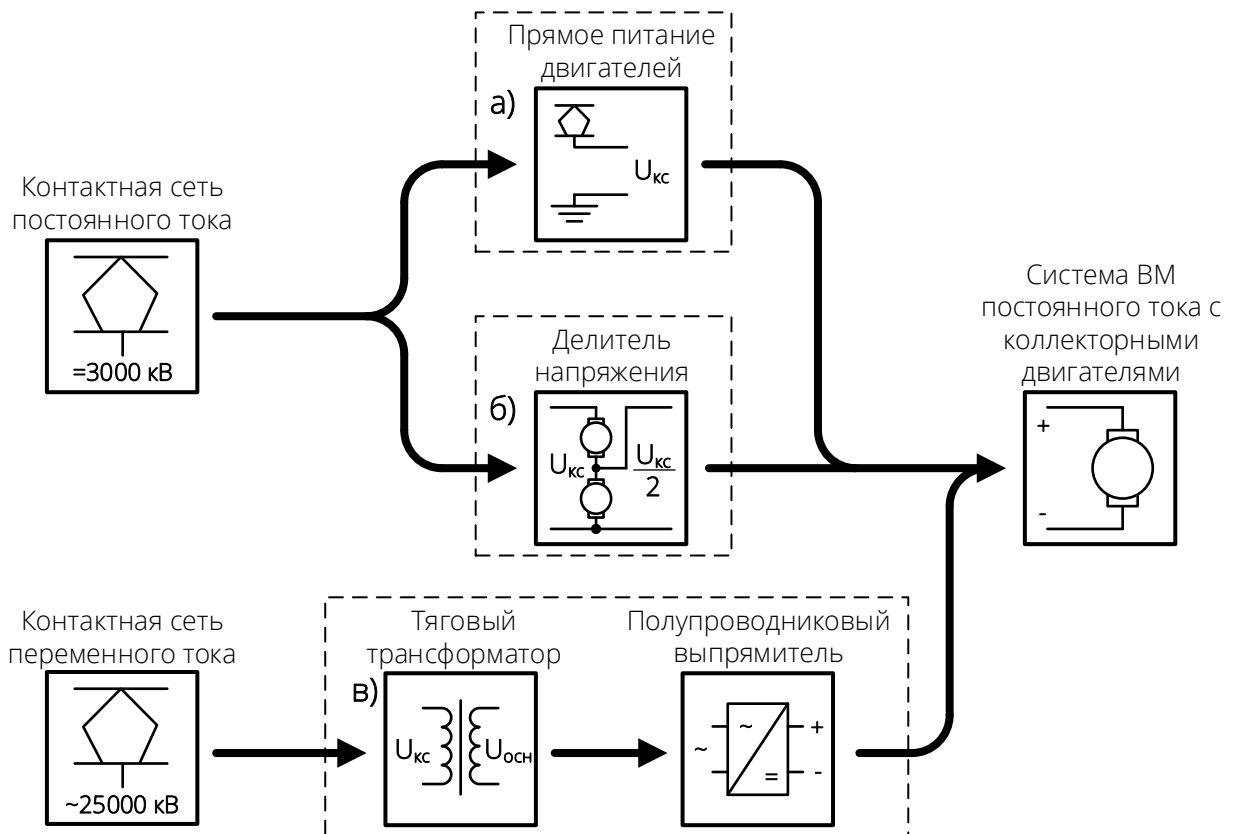 Прямое питание
двигателей
а)
Uкс
Контактная сеть
постоянного тока
=3000 кВ
Делитель
напряжения
б)
Uкс
Uкс
2
Система ВМ
постоянного тока с
коллекторными
двигателями
+
-
Контактная сеть
переменного тока
~25000 кВ
Тяговый
трансформатор
в)
Uкс
Uосн
Полупроводниковый
выпрямитель
~
~
=
+
-